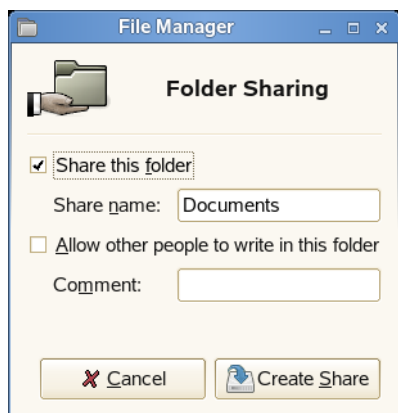 File Manager
Folder Sharing
Share this folder
Share name: Documents
Allow other people to write in this folder
Comment:
Cancel Create Share